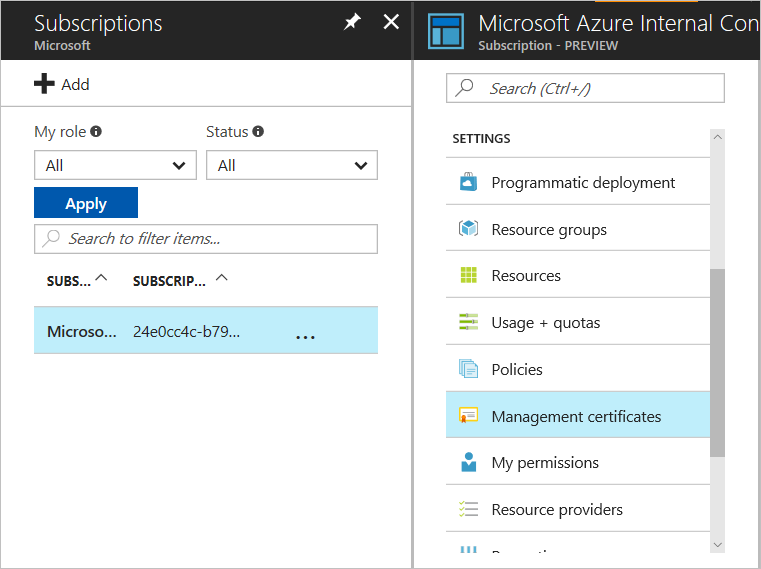 Subscriptions
Microsoft
Add
My role
Status
All
All
Apply
Search to filter items...
SUBS...
SUBSCRIP...
Microso...
24e0cc4c-b79...
...
Microsoft Azure Internal Con
Subscription - PREVIEW
Search (Ctrl+/)
SETTINGS
Programmatic deployment
Resource groups
Resources
Usage + quotas
Policies
Management certificates
My permissions
Resource providers